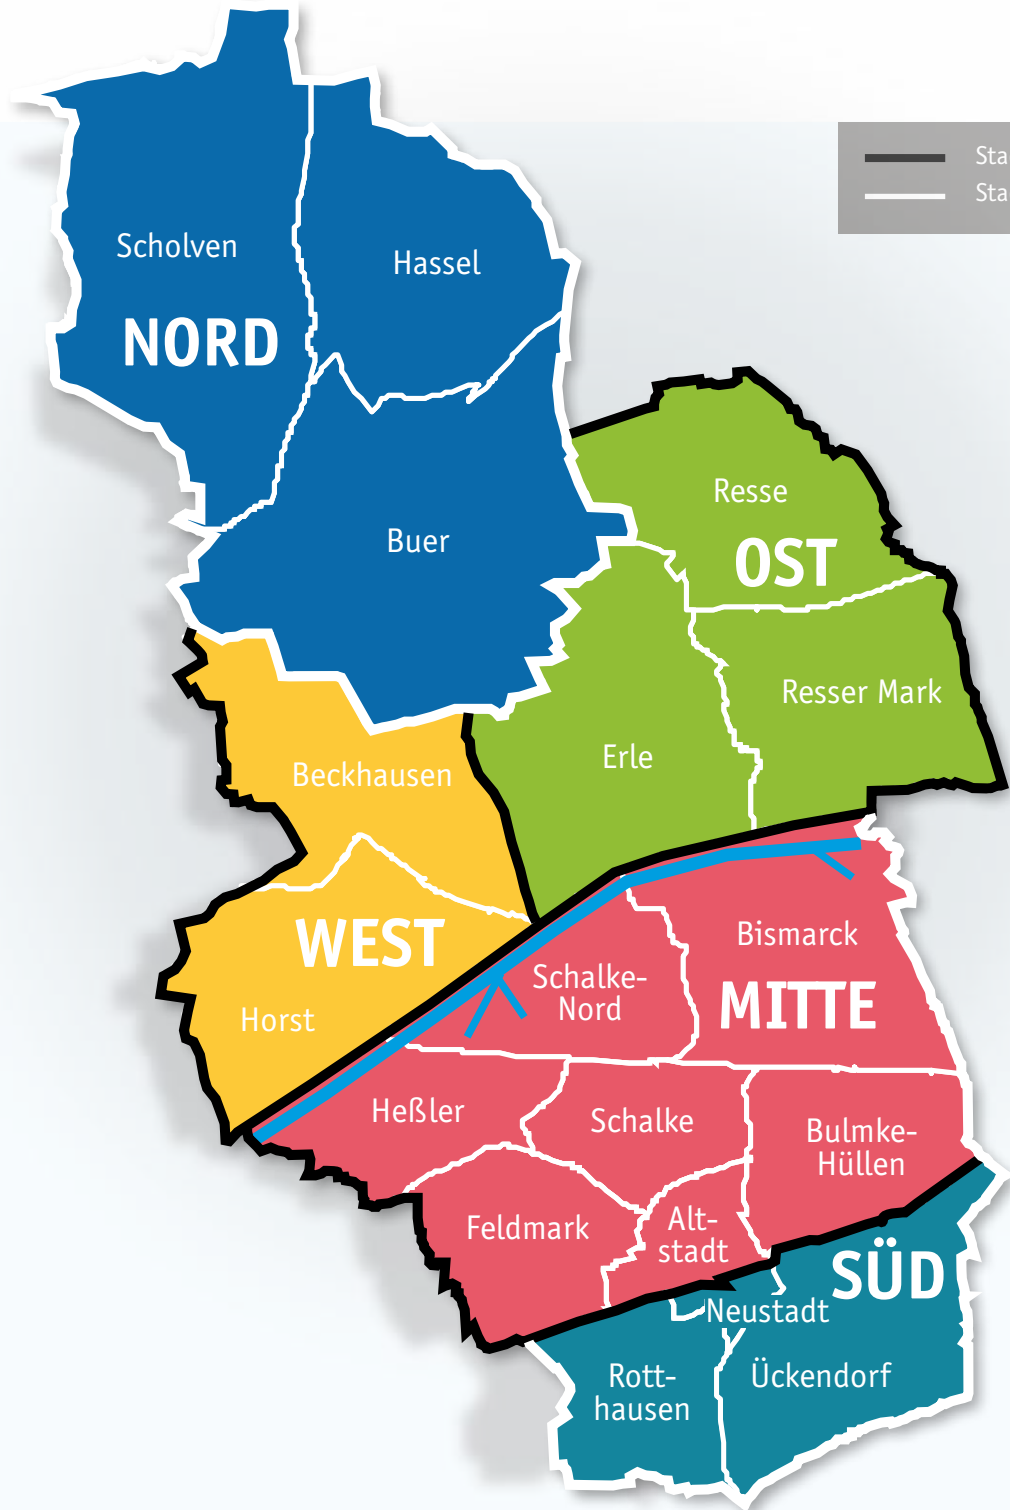 Sta
Sta
Scholven
Hassel
NORD
Resse
Buer
OST
Resser Mark
Erle
Beckhausen
WEST
Bismarck
Schalke-
Nord
MITTE
Horst
Heßler
Schalke
Bulmke-
Hüllen
Feldmark
Alt-
stadt
SÜD
Neustadt
Rott-
hausen
Ückendorf